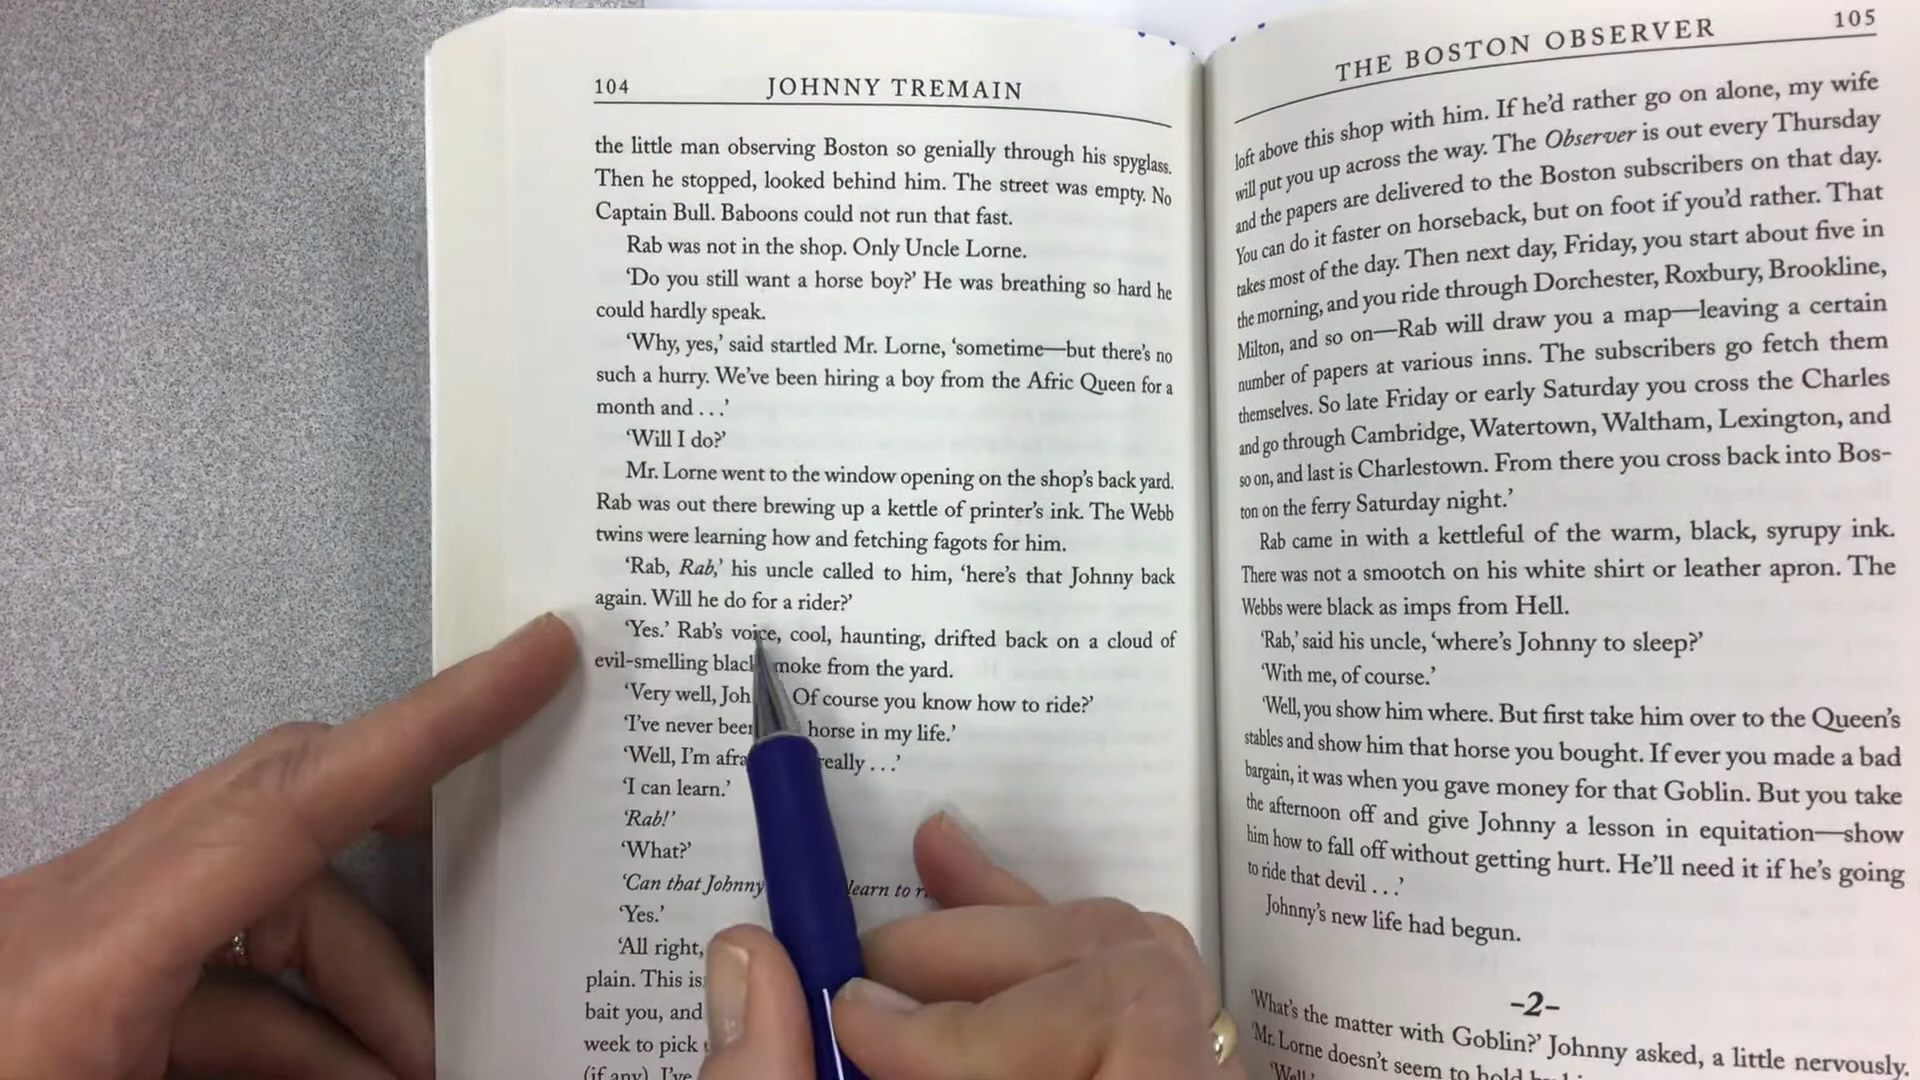 104 JOHNNY TREMAIN
the little man observing Boston so genially through his spyglass.
Then he stopped, looked behind him. The street was empty. No
Captain Bull. Baboons could not run that fast.
Rab was not in the shop. Only Uncle Lorne.
‘Do you still want a horse boy?’ He was breathing so hard he
could hardly speak.
‘Why, yes,’ said startled Mr. Lorne, ‘sometime—but there’s no
such a hurry. We’ve been hiring a boy from the Afric Queen for a
month and . . .’
‘Will I do?’
Mr. Lorne went to the window opening on the shop’s back yard.
Rab was out there brewing up a kettle of printer’s ink. The Webb
twins were learning how and fetching fagots for him.
‘Rab, Rab,’ his uncle called to him, ‘here’s that Johnny back
again. Will he do for a rider?’
‘Yes.’ Rab’s voice, cool, haunting, drifted back on a cloud of
evil-smelling moke from the yard.
‘Very well, Of course you know how to ride?’
‘I’ve never horse in my life.’
‘Well, I’m really . . .’
‘I can learn.’
‘Rab!’
‘What?’
‘Can that Johnny learn to
‘Yes.’
‘All right,
plain. This is
bait you, and
week to pick
(if any). I’ve
THE BOSTON OBSERVER 105
loft above this shop with him. If he’d rather go on alone, my wife
will put you up across the way. The Observer is out every Thursday
and the papers are delivered to the Boston subscribers on that day.
You can do it faster on horseback, but on foot if you’d rather. That
takes most of the day. Then next day, Friday, you start about five in
the morning, and you ride through Dorchester, Roxbury, Brookline,
Milton, and so on—Rab will draw you a map—leaving a certain
number of papers at various inns. The subscribers go fetch them
themselves. So late Friday or early Saturday you cross the Charles
and go through Cambridge, Watertown, Waltham, Lexington, and
so on, and last is Charlestown. From there you cross back into Bos-
ton on the ferry Saturday night.’
Rab came in with a kettleful of the warm, black, syrupy ink.
There was not a smootch on his white shirt or leather apron. The
Webbs were black as imps from Hell.
‘Rab,’ said his uncle, ‘where’s Johnny to sleep?’
‘With me, of course.’
‘Well, you show him where. But first take him over to the Queen’s
stables and show him that horse you bought. If ever you made a bad
bargain, it was when you gave money for that Goblin. But you take
the afternoon off and give Johnny a lesson in equitation—show
him how to fall off without getting hurt. He’ll need it if he’s going
to ride that devil . . .’
Johnny’s new life had begun.
-2-
‘What’s the matter with Goblin?’ Johnny asked, a little nervously.
‘Mr. Lorne doesn’t seem to hold